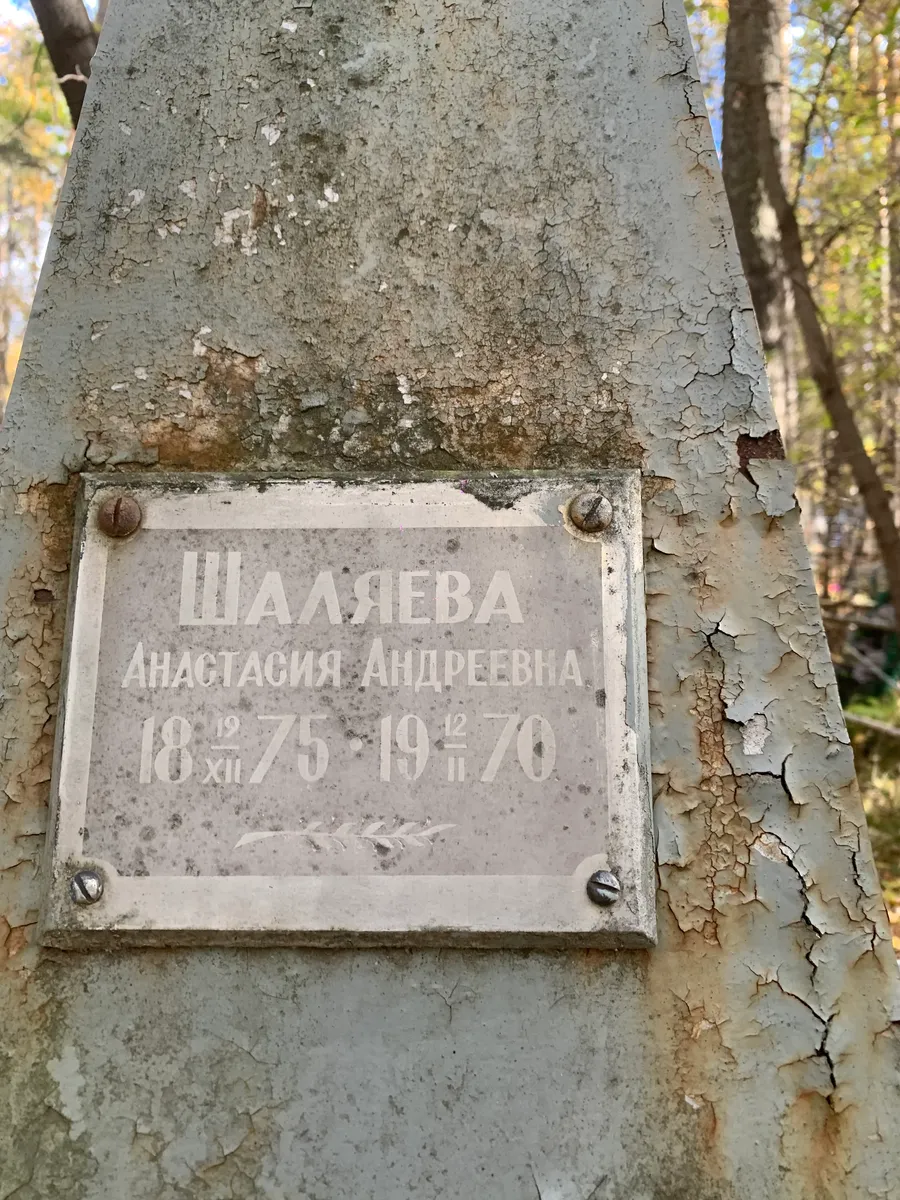 Шаляева
Анастасия Андреевна
18 19/XII 75 · 19 12/II 70